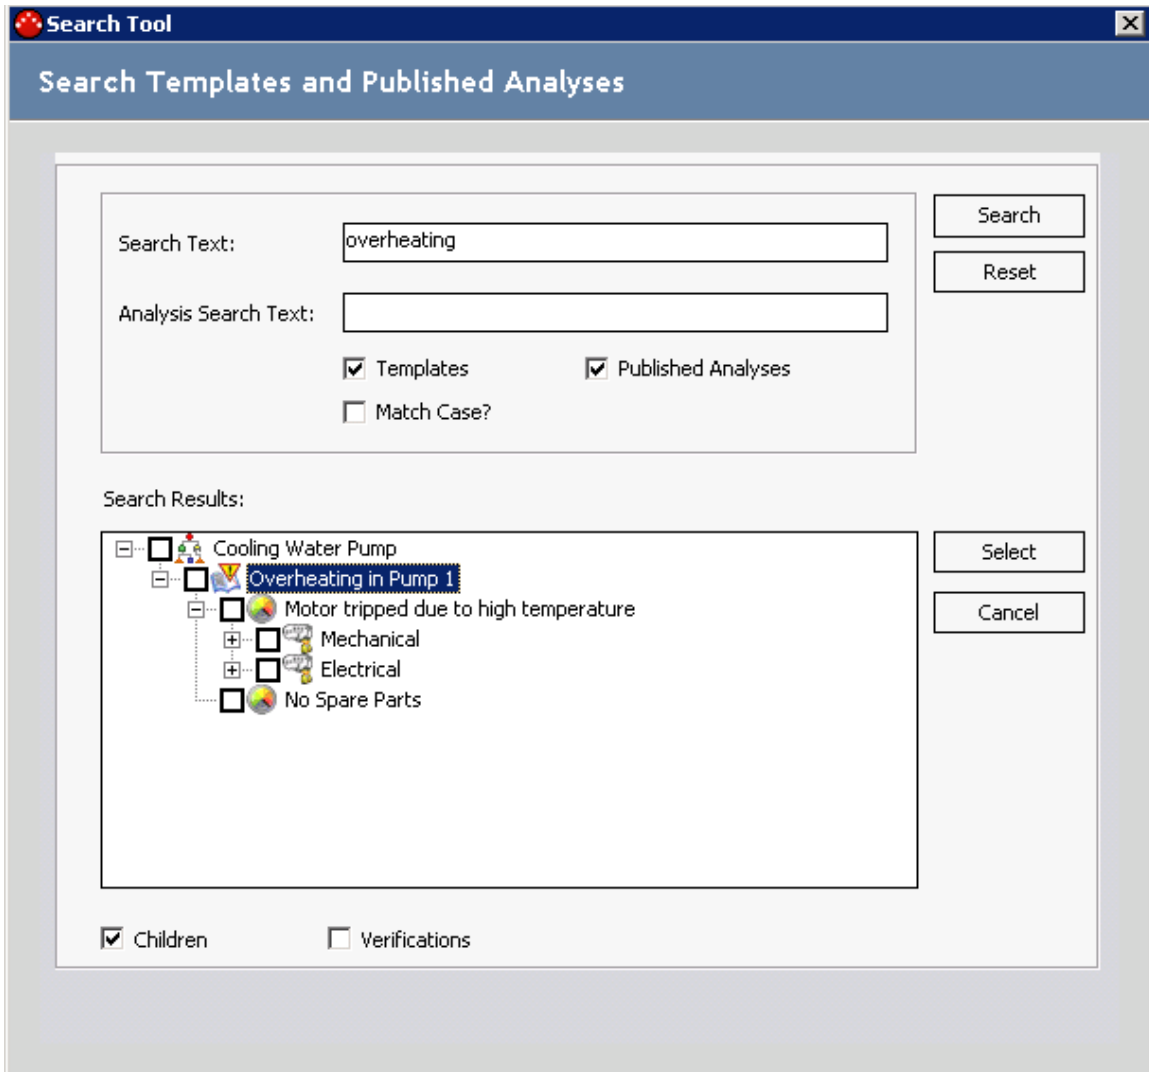 Search Tool
Search Templates and Published Analyses
Search Text: overheating
Search
Reset
Analysis Search Text:
Templates Published Analyses
Match Case?
Search Results:
Cooling Water Pump
Overheating in Pump 1
Motor tripped due to high temperature
Mechanical
Electrical
No Spare Parts
Select
Cancel
Children Verifications